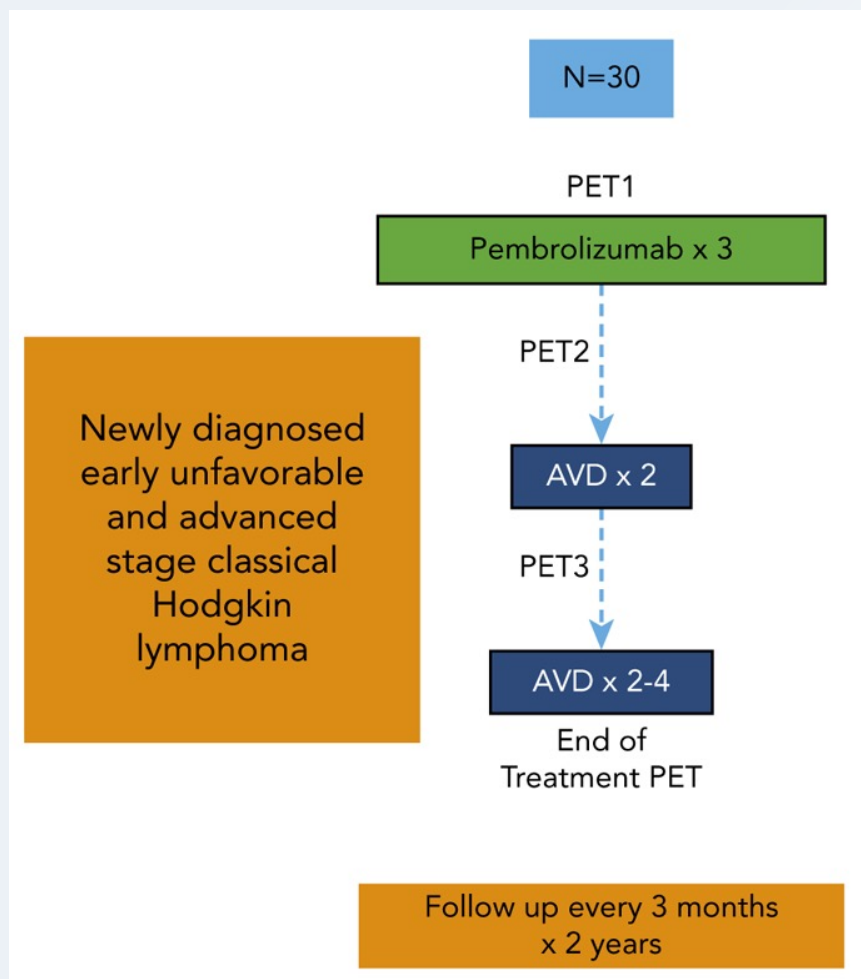 N=30
PET1
Pembrolizumab x 3
PET2
Newly diagnosed
early unfavorable
and advanced
stage classical
Hodgkin
lymphoma
AVD x 2
PET3
AVD x 2-4
End of
Treatment PET
Follow up every 3 months
x 2 years